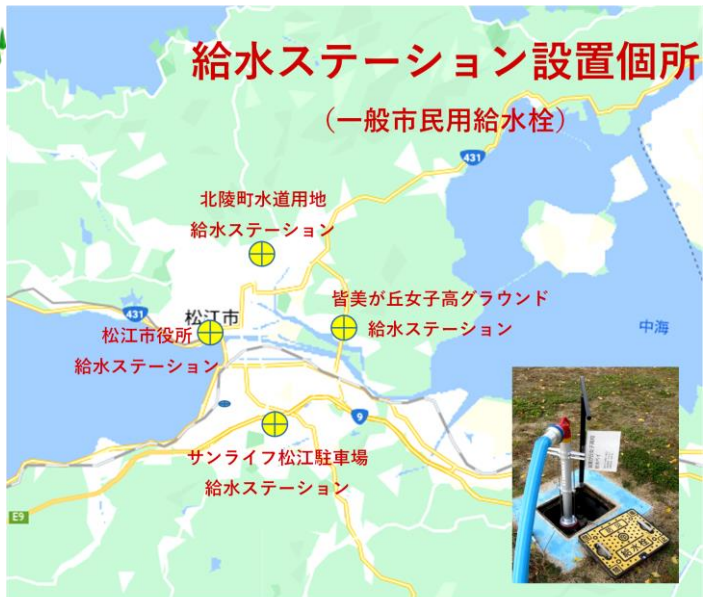 給水ステーション設置個所
（一般市民用給水栓）
431
北陵町水道用地
給水ステーション
皆美が丘女子高グラウンド
給水ステーション
431
松江市
松江市役所
給水ステーション
中海
9
サンライフ松江駐車場
給水ステーション
E9
給水栓